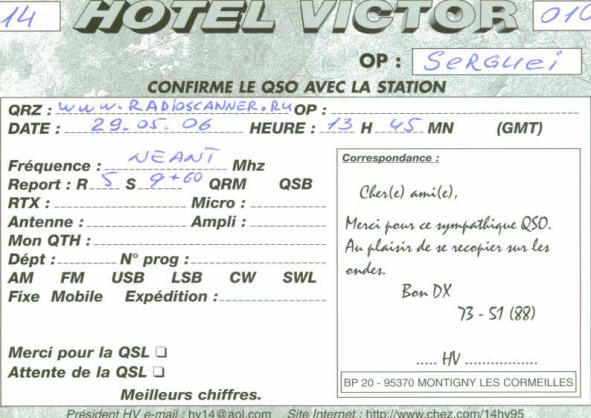 14 HOTEL VICTOR 010
OP : SERGUEI
CONFIRME LE QSO AVEC LA STATION
QRZ : www.RADIOSCANNER.RU OP :
DATE : 29.05.06 HEURE : 13 H 45 MN (GMT)
Fréquence : NEANT Mhz
Report : R 5 S 9+60 QRM QSB
RTX : Micro :
Antenne : Ampli :
Mon QTH :
Dépt : N° prog :
AM FM USB LSB CW SWL
Fixe Mobile Expédition :
Merci pour la QSL ❏
Attente de la QSL ❏
Meilleurs chiffres.
Correspondance :
Cher(e) ami(e),
Merci pour ce sympathique QSO.
Au plaisir de se recopier sur les
ondes.
Bon DX
73 - 51 (88)
..... HV .................
BP 20 - 95370 MONTIGNY LES CORMEILLES
Président HV e-mail : hv14@aol.com Site Internet : http://www.chez.com/14hv95